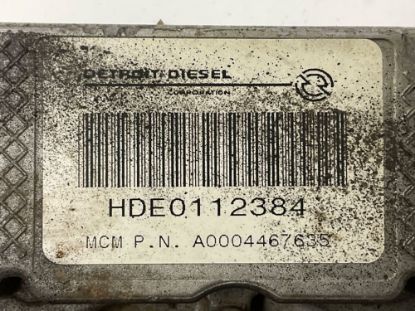 DETROIT DIESEL
CORPORATION
HDE0112384
MCM P.N. A0004467635